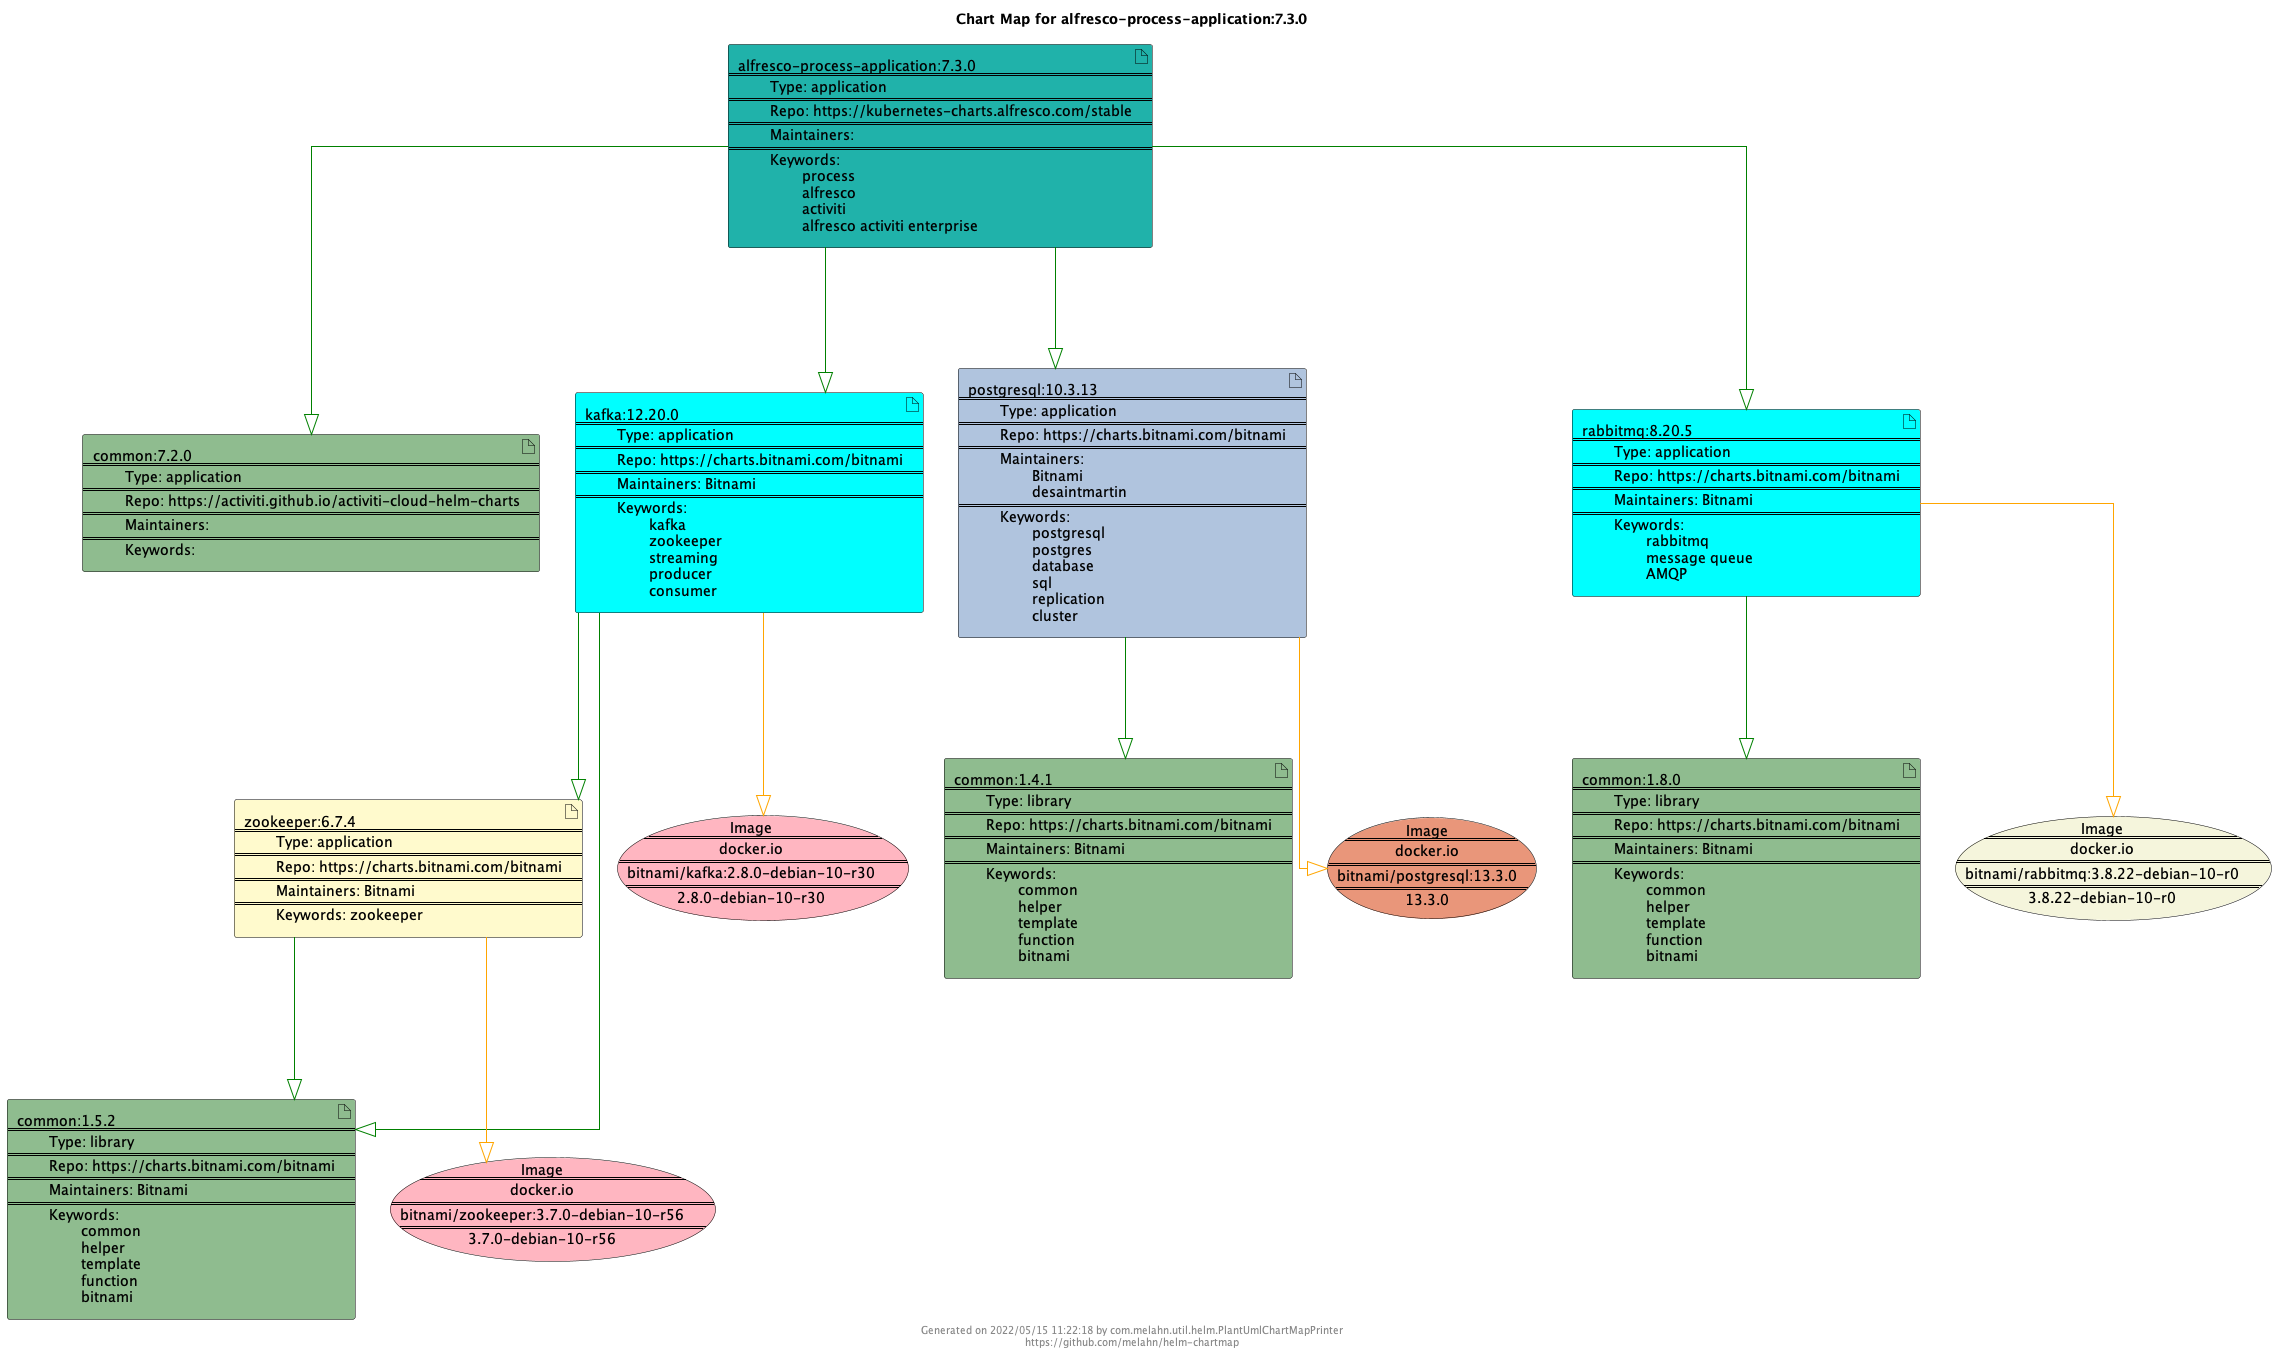 Chart Map for alfresco-process-application:7.3.0
alfresco-process-application:7.3.0
Type: application
Repo: https://kubernetes-charts.alfresco.com/stable
Maintainers:
Keywords:
process
alfresco
activiti
alfresco activiti enterprise
common:7.2.0
Type: application
Repo: https://activiti.github.io/activiti-cloud-helm-charts
Maintainers:
Keywords:
kafka:12.20.0
Type: application
Repo: https://charts.bitnami.com/bitnami
Maintainers: Bitnami
Keywords:
kafka
zookeeper
streaming
producer
consumer
postgresql:10.3.13
Type: application
Repo: https://charts.bitnami.com/bitnami
Maintainers:
Bitnami
desaintmartin
Keywords:
postgresql
postgres
database
sql
replication
cluster
rabbitmq:8.20.5
Type: application
Repo: https://charts.bitnami.com/bitnami
Maintainers: Bitnami
Keywords:
rabbitmq
message queue
AMQP
zookeeper:6.7.4
Type: application
Repo: https://charts.bitnami.com/bitnami
Maintainers: Bitnami
Keywords: zookeeper
Image
docker.io
bitnami/kafka:2.8.0-debian-10-r30
2.8.0-debian-10-r30
common:1.4.1
Type: library
Repo: https://charts.bitnami.com/bitnami
Maintainers: Bitnami
Keywords:
common
helper
template
function
bitnami
Image
docker.io
bitnami/postgresql:13.3.0
13.3.0
common:1.8.0
Type: library
Repo: https://charts.bitnami.com/bitnami
Maintainers: Bitnami
Keywords:
common
helper
template
function
bitnami
Image
docker.io
bitnami/rabbitmq:3.8.22-debian-10-r0
3.8.22-debian-10-r0
common:1.5.2
Type: library
Repo: https://charts.bitnami.com/bitnami
Maintainers: Bitnami
Keywords:
common
helper
template
function
bitnami
Image
docker.io
bitnami/zookeeper:3.7.0-debian-10-r56
3.7.0-debian-10-r56
Generated on 2022/05/15 11:22:18 by com.melahn.util.helm.PlantUmlChartMapPrinter
https://github.com/melahn/helm-chartmap